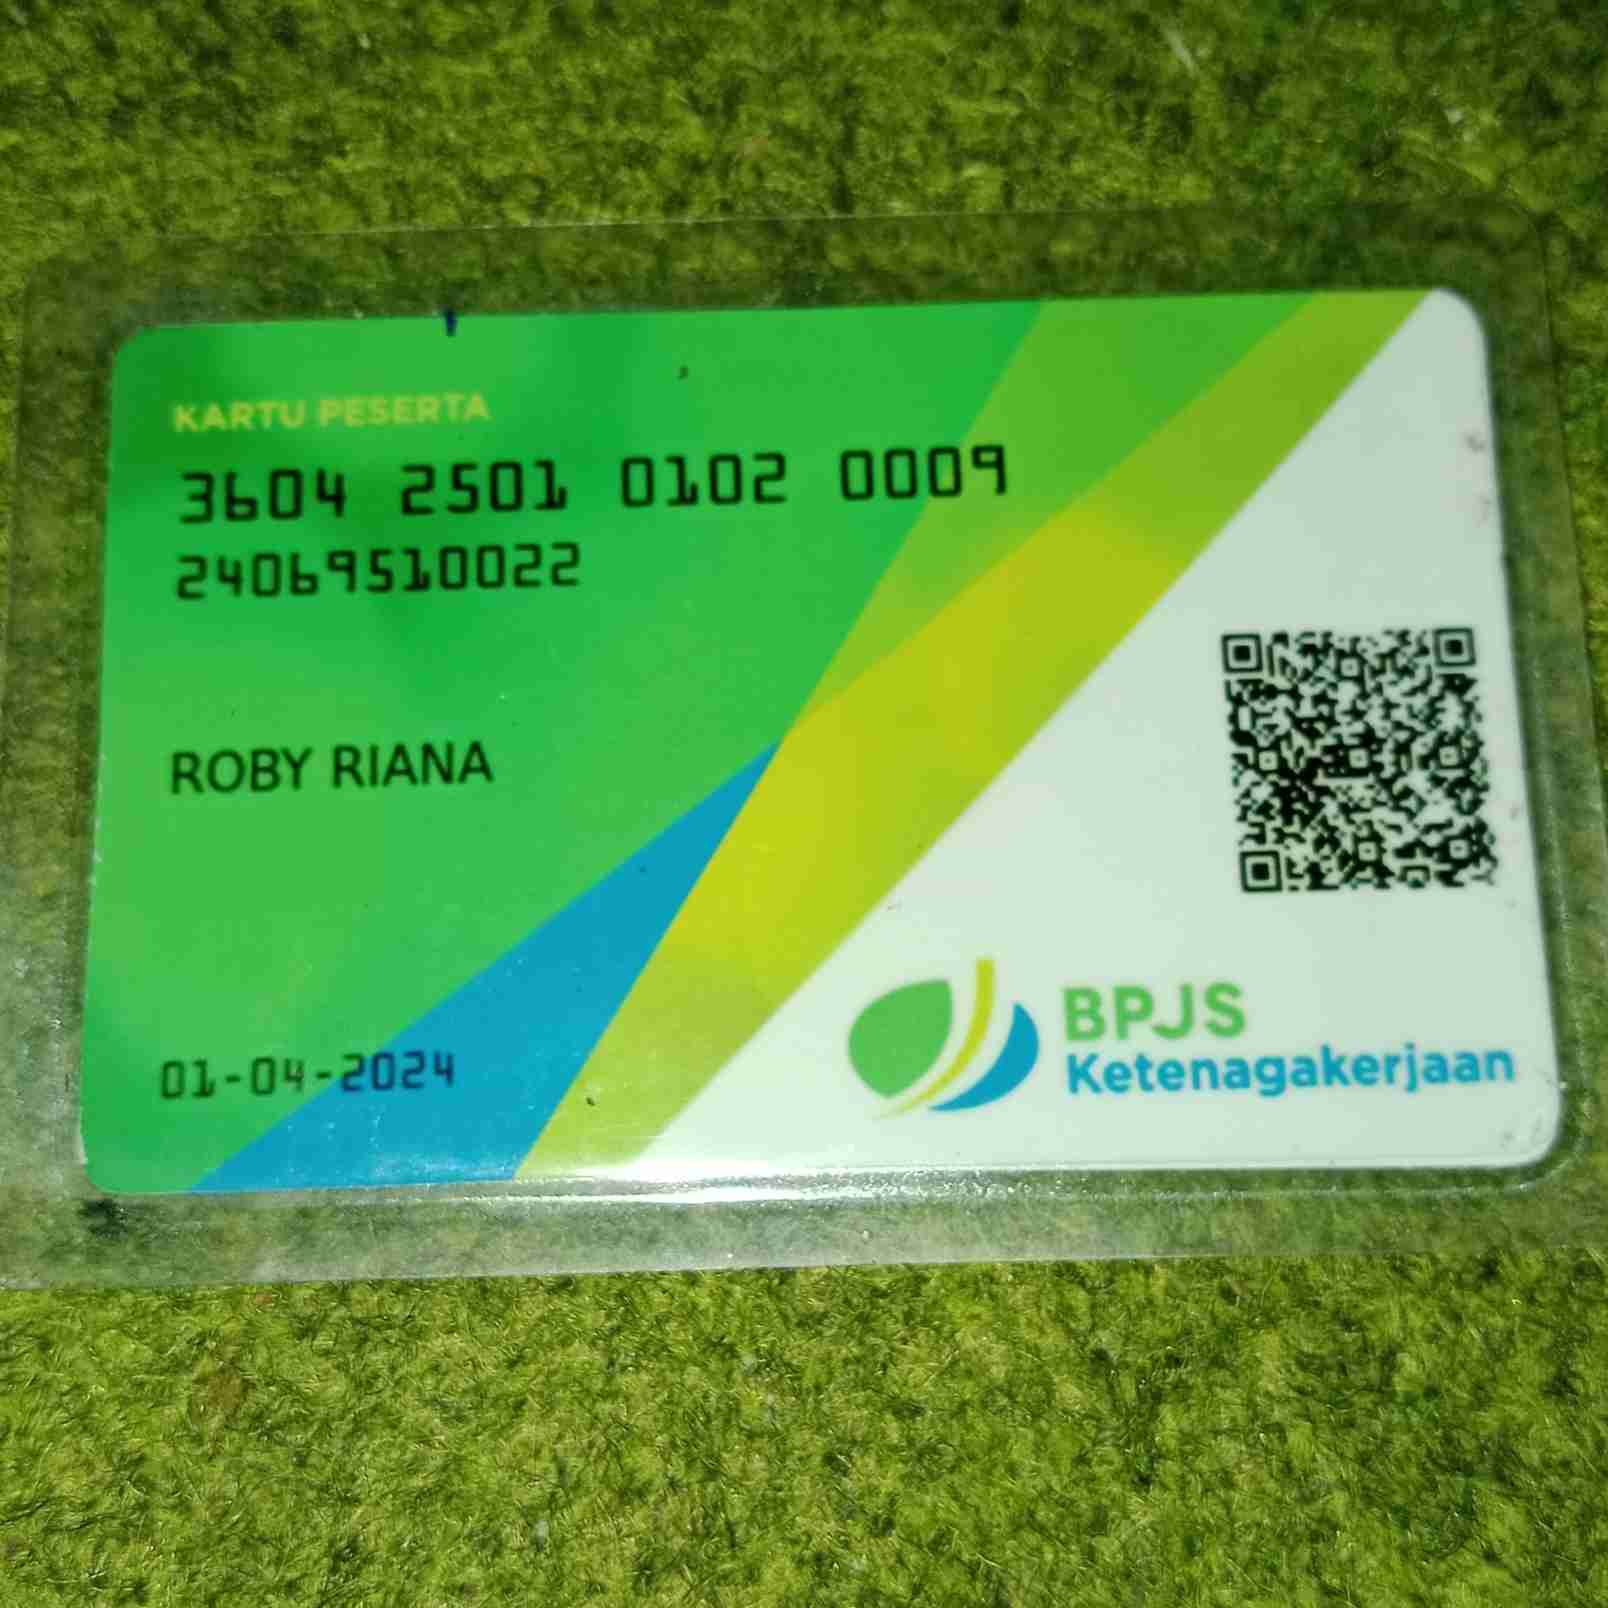 KARTU PESERTA
3604 2501 0102 0009
24069510022
ROBY RIANA
01-04-2024
BPJS
Ketenagakerjaan